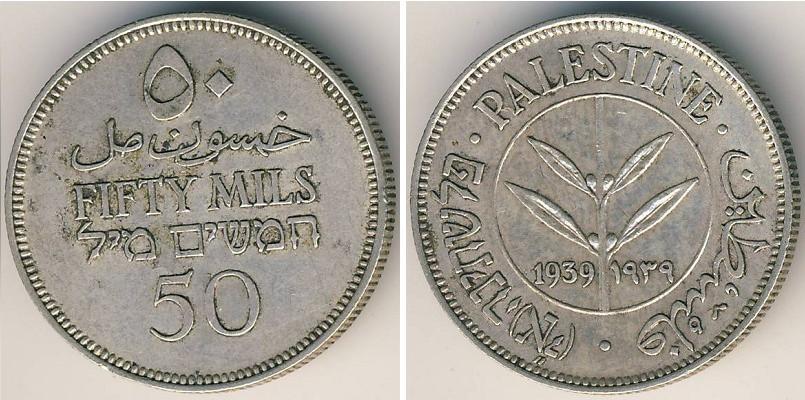 ٥٠
خمسون مل
FIFTY MILS
חמשים מיל
50
PALESTINE
فلسطين
פלשתינה (א״י)
1939 ١٩٣٩